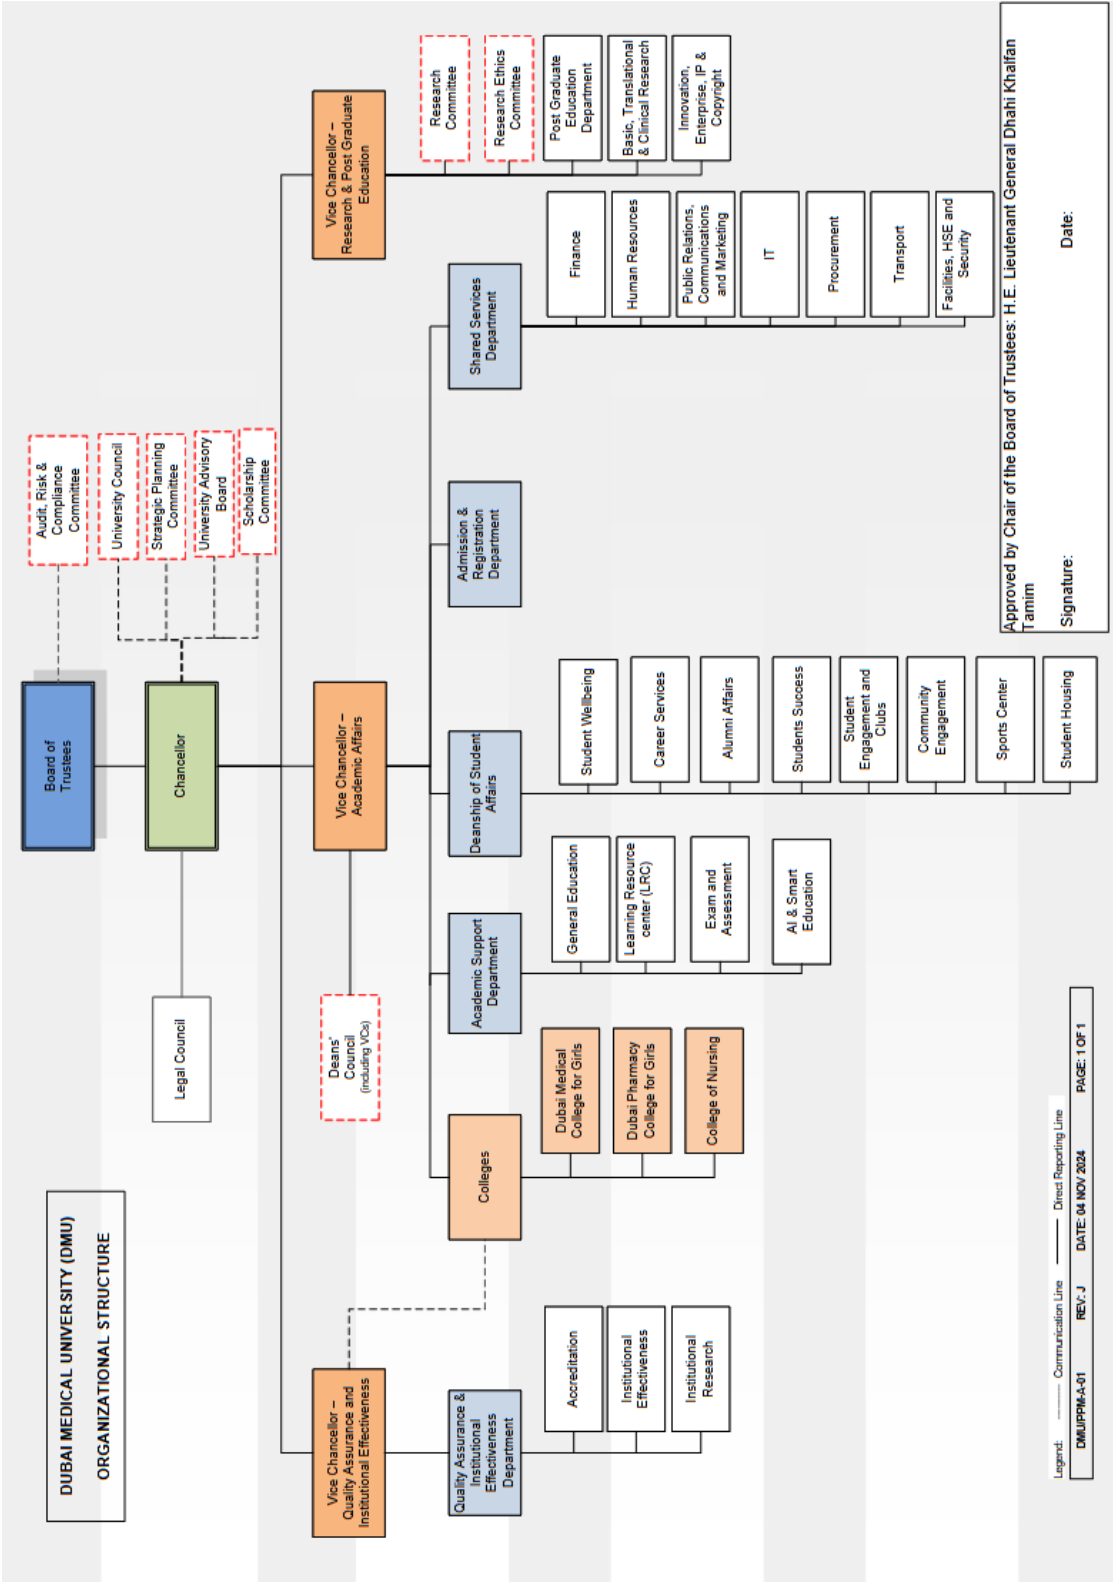 DUBAI MEDICAL UNIVERSITY (DMU)
ORGANIZATIONAL STRUCTURE
Board of
Trustees
Audit, Risk &
Compliance
Committee
Chancellor
Legal Council
University Council
Strategic Planning
Committee
University Advisory
Board
Scholarship
Committee
Vice Chancellor –
Quality Assurance and
Institutional Effectiveness
Vice Chancellor –
Academic Affairs
Vice Chancellor –
Research & Post Graduate
Education
Deans'
Council
(including VCs)
Quality Assurance &
Institutional
Effectiveness
Department
Accreditation
Institutional
Effectiveness
Institutional
Research
Colleges
Dubai Medical
College for Girls
Dubai Pharmacy
College for Girls
College of Nursing
Academic Support
Department
General Education
Learning Resource
center (LRC)
Exam and
Assessment
AI & Smart
Education
Deanship of Student
Affairs
Student Wellbeing
Career Services
Alumni Affairs
Students Success
Student
Engagement and
Clubs
Community
Engagement
Sports Center
Student Housing
Admission &
Registration
Department
Shared Services
Department
Finance
Human Resources
Public Relations,
Communications
and Marketing
IT
Procurement
Transport
Facilities, HSE and
Security
Research
Committee
Research Ethics
Committee
Post Graduate
Education
Department
Basic, Translational
& Clinical Research
Innovation,
Enterprise, IP &
Copyright
Legend: Communication Line Direct Reporting Line
DMU/PPM-A-01 REV: J DATE: 04 NOV 2024 PAGE: 1 OF 1
Approved by Chair of the Board of Trustees: H.E. Lieutenant General Dhahi Khalfan
Tamim
Signature: Date: